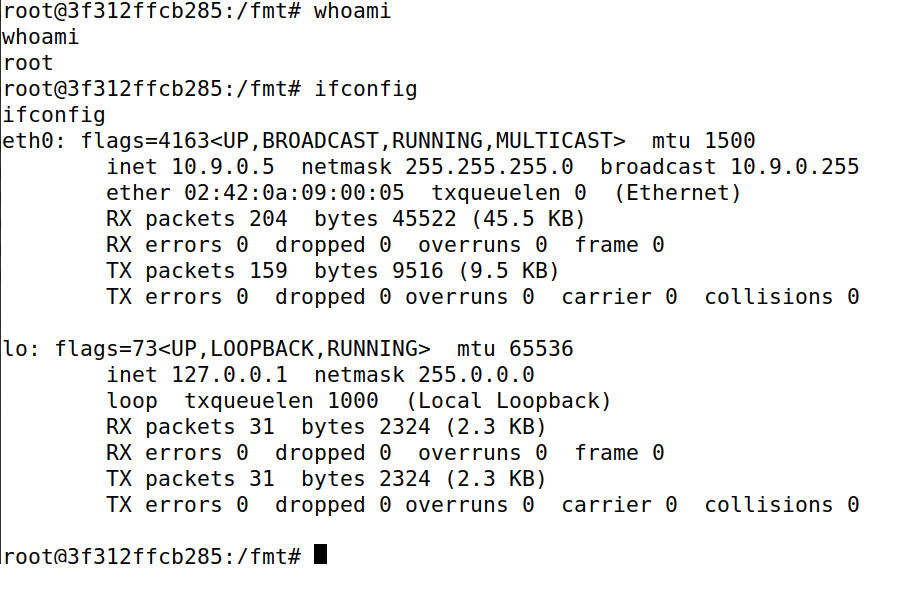 root@3f312ffcb285:/fmt# whoami
whoami
root
root@3f312ffcb285:/fmt# ifconfig
ifconfig
eth0: flags=4163<UP,BROADCAST,RUNNING,MULTICAST>  mtu 1500
        inet 10.9.0.5  netmask 255.255.255.0  broadcast 10.9.0.255
        ether 02:42:0a:09:00:05  txqueuelen 0  (Ethernet)
        RX packets 204  bytes 45522 (45.5 KB)
        RX errors 0  dropped 0  overruns 0  frame 0
        TX packets 159  bytes 9516 (9.5 KB)
        TX errors 0  dropped 0 overruns 0  carrier 0  collisions 0

lo: flags=73<UP,LOOPBACK,RUNNING>  mtu 65536
        inet 127.0.0.1  netmask 255.0.0.0
        loop  txqueuelen 1000  (Local Loopback)
        RX packets 31  bytes 2324 (2.3 KB)
        RX errors 0  dropped 0  overruns 0  frame 0
        TX packets 31  bytes 2324 (2.3 KB)
        TX errors 0  dropped 0 overruns 0  carrier 0  collisions 0

root@3f312ffcb285:/fmt#